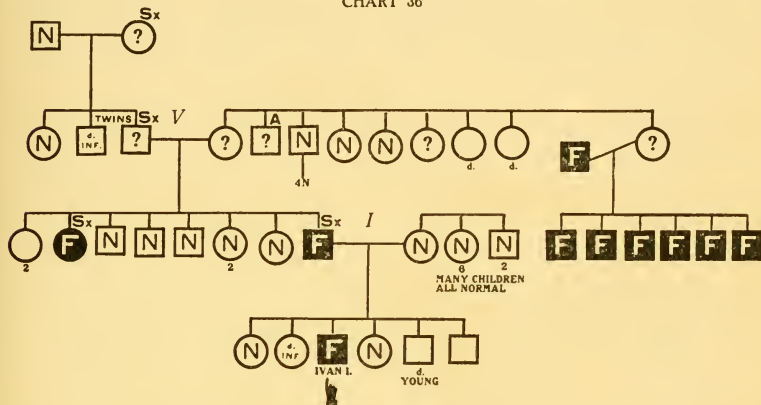 CHART 36
Sx
N ?
TWINS Sx V A
N d. INF. ? ? ? N N N ? d. d. F ?
4N
Sx Sx I
F N N N N N F N N N F F F F F F
2 2 6 2
MANY CHILDREN
ALL NORMAL
N d. INF F N
IVAN I. d.
YOUNG